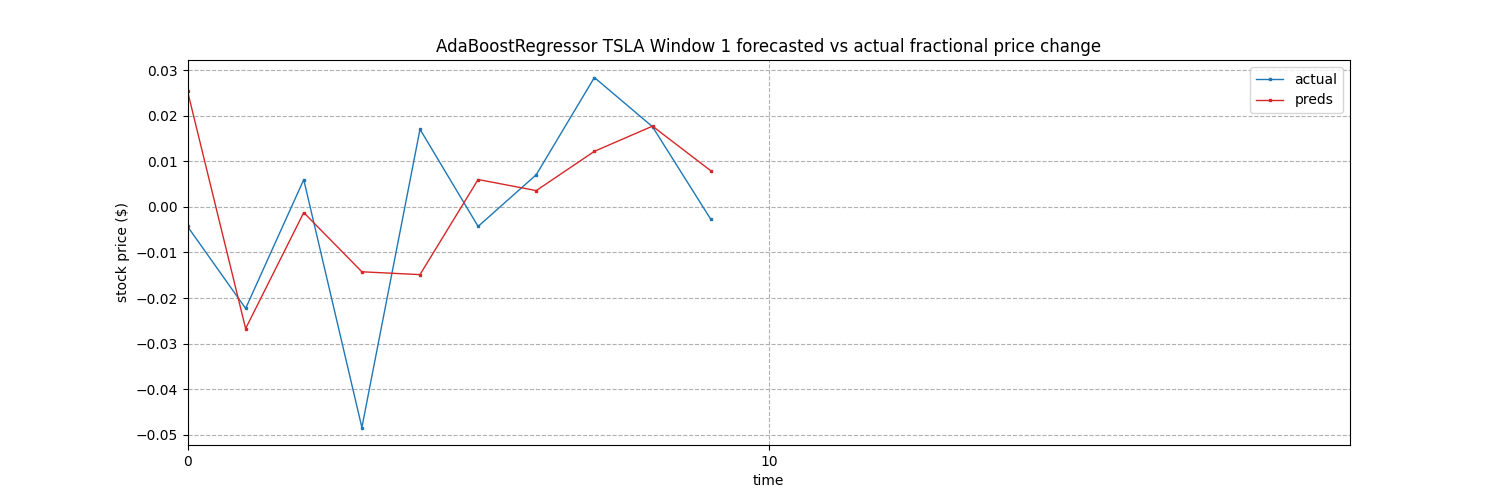 AdaBoostRegressor TSLA Window 1 forecasted vs actual fractional price change
actual
preds
0.03
0.02
0.01
0.00
−0.01
−0.02
−0.03
−0.04
−0.05
stock price ($)
0
10
time